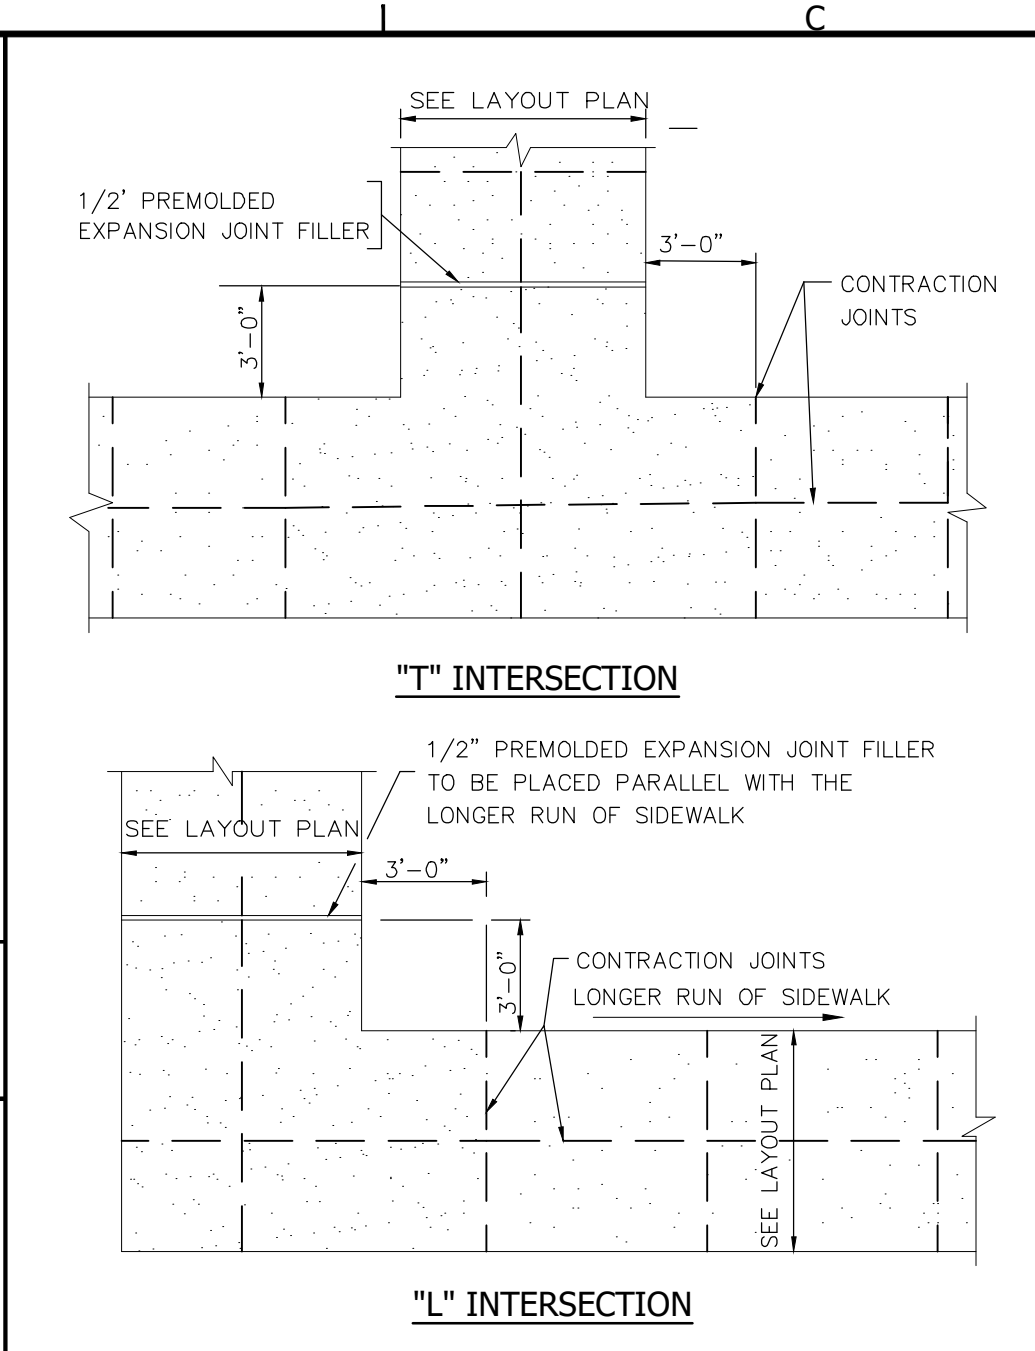 C
SEE LAYOUT PLAN
1/2' PREMOLDED
EXPANSION JOINT FILLER
3'-0"
3'-0"
CONTRACTION
JOINTS
"T" INTERSECTION
1/2" PREMOLDED EXPANSION JOINT FILLER
TO BE PLACED PARALLEL WITH THE
LONGER RUN OF SIDEWALK
SEE LAYOUT PLAN
3'-0"
3'-0"
CONTRACTION JOINTS
LONGER RUN OF SIDEWALK
SEE LAYOUT PLAN
"L" INTERSECTION